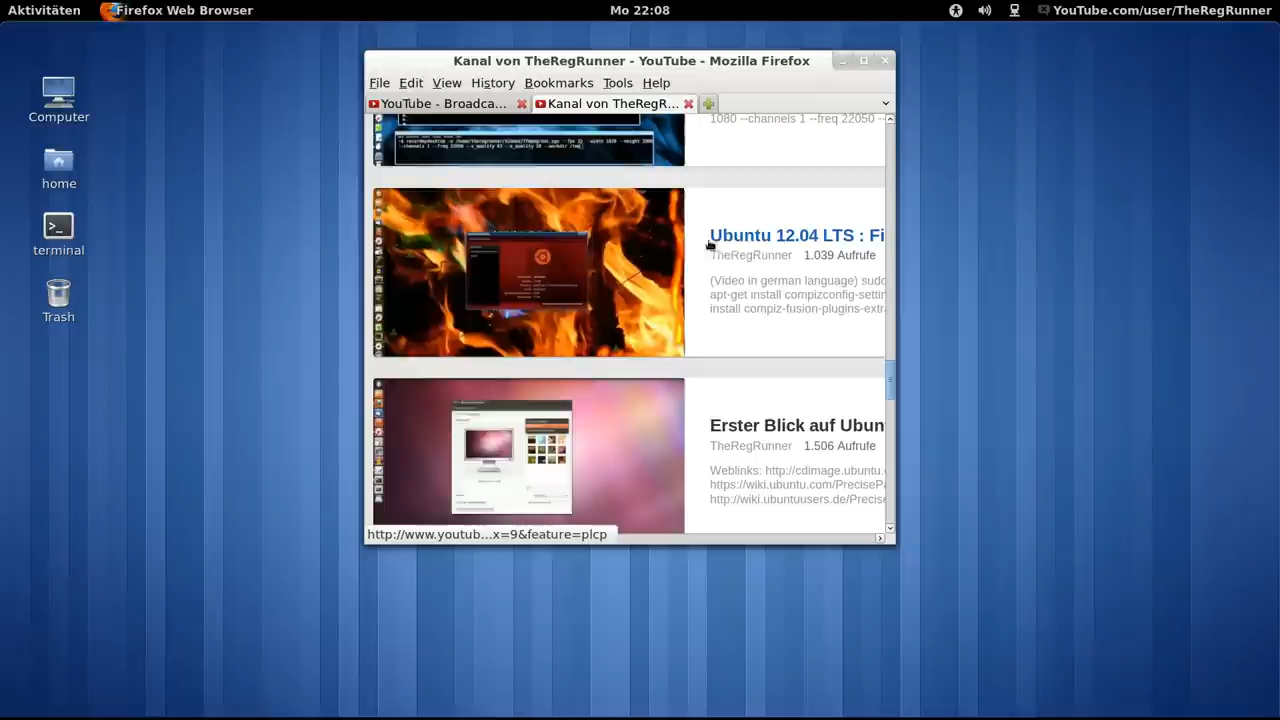 Aktivitäten Firefox Web Browser Mo 22:08 YouTube.com/user/TheRegRunner
Computer
home
terminal
Trash
Kanal von TheRegRunner - YouTube - Mozilla Firefox
File Edit View History Bookmarks Tools Help
YouTube - Broadca... Kanal von TheRegR...
1080 --channels 1 --freq 22050 --
Ubuntu 12.04 LTS : Fi
TheRegRunner 1.039 Aufrufe
(Video in german language) sudo
apt-get install compizconfig-settin
install compiz-fusion-plugins-extr
Erster Blick auf Ubun
TheRegRunner 1.506 Aufrufe
Weblinks: http://cdimage.ubuntu.
https://wiki.ubuntu.com/PreciseP
http://wiki.ubuntuusers.de/Precis
http://www.youtub...x=9&feature=plcp